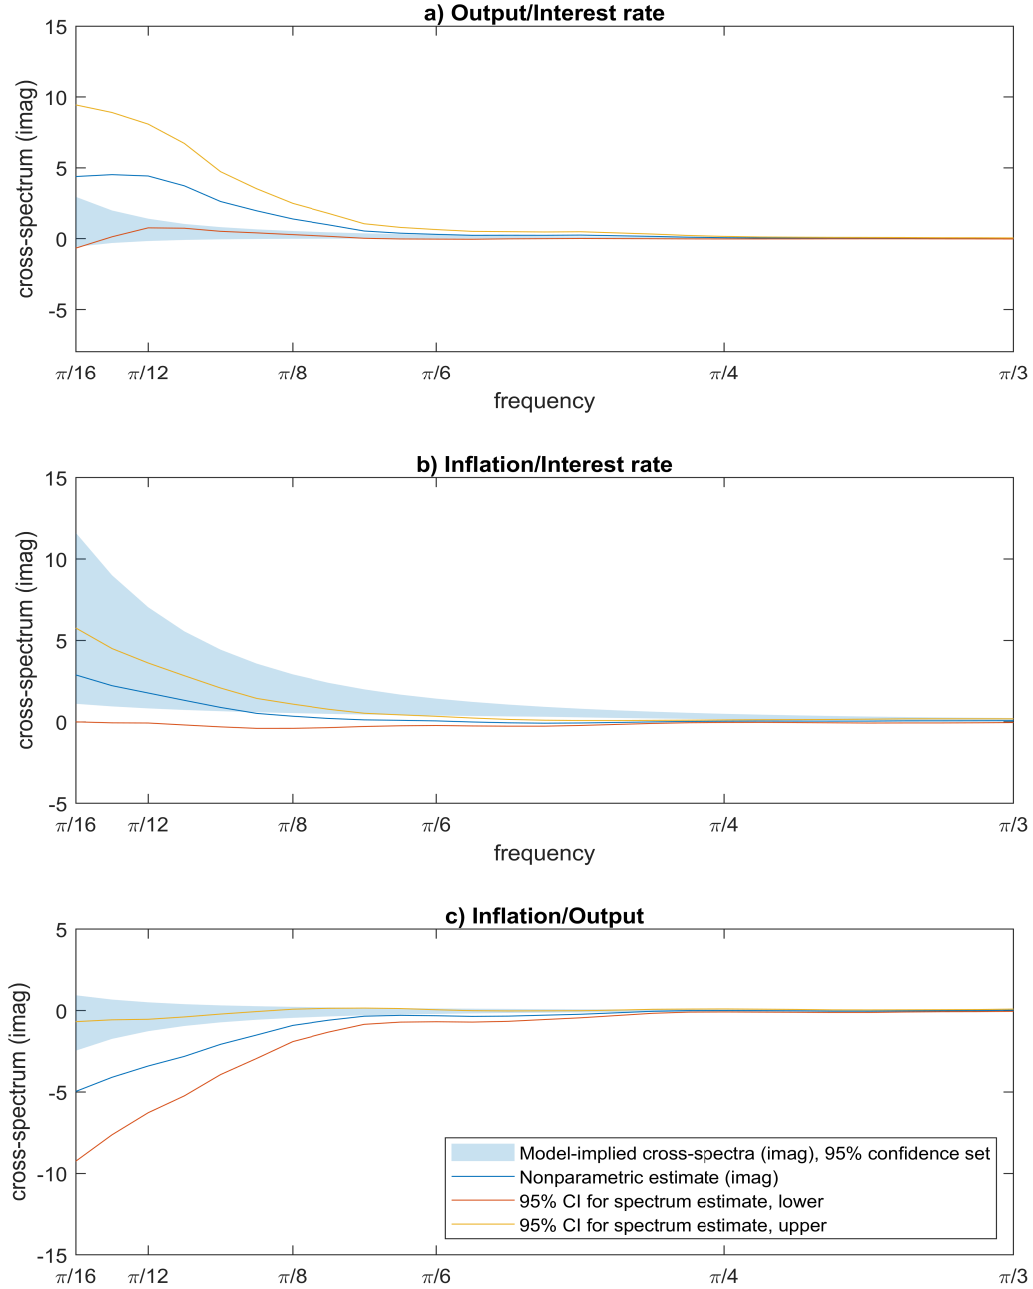 a) Output/Interest rate
15
10
5
0
-5
cross-spectrum (imag)
π/16 π/12 π/8 π/6 π/4 π/3
frequency
b) Inflation/Interest rate
15
10
5
0
-5
cross-spectrum (imag)
π/16 π/12 π/8 π/6 π/4 π/3
frequency
c) Inflation/Output
5
0
-5
-10
-15
cross-spectrum (imag)
Model-implied cross-spectra (imag), 95% confidence set
Nonparametric estimate (imag)
95% CI for spectrum estimate, lower
95% CI for spectrum estimate, upper
π/16 π/12 π/8 π/6 π/4 π/3